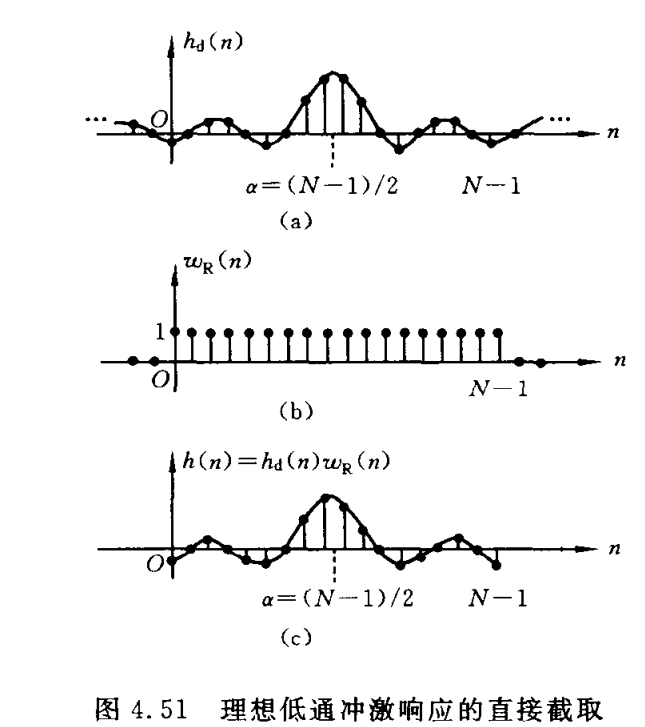 h_d(n)
… O … n
α=(N−1)/2 N−1
(a)
w_R(n)
1
O N−1 n
(b)
h(n)=h_d(n)w_R(n)
O n
α=(N−1)/2 N−1
(c)
图 4.51 理想低通冲激响应的直接截取